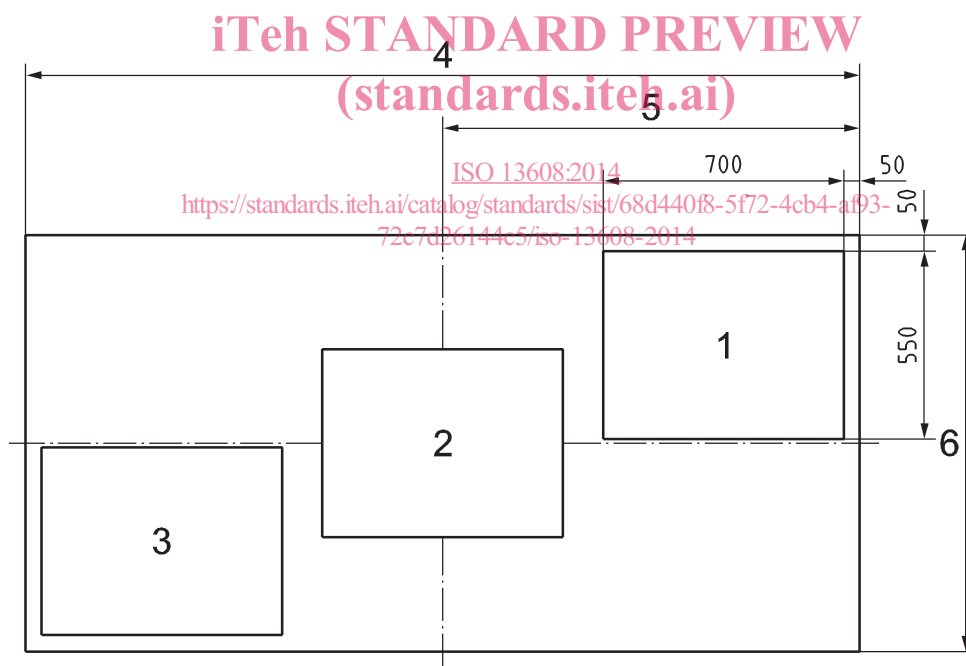 iTeh STANDARD PREVIEW
4
(standards.iteh.ai)
5
ISO 13608:2014
700
50
https://standards.iteh.ai/catalog/standards/sist/68d440f8-5f72-4cb4-af93-
50
72c7d26144c5/iso-13608-2014
1
550
2
6
3